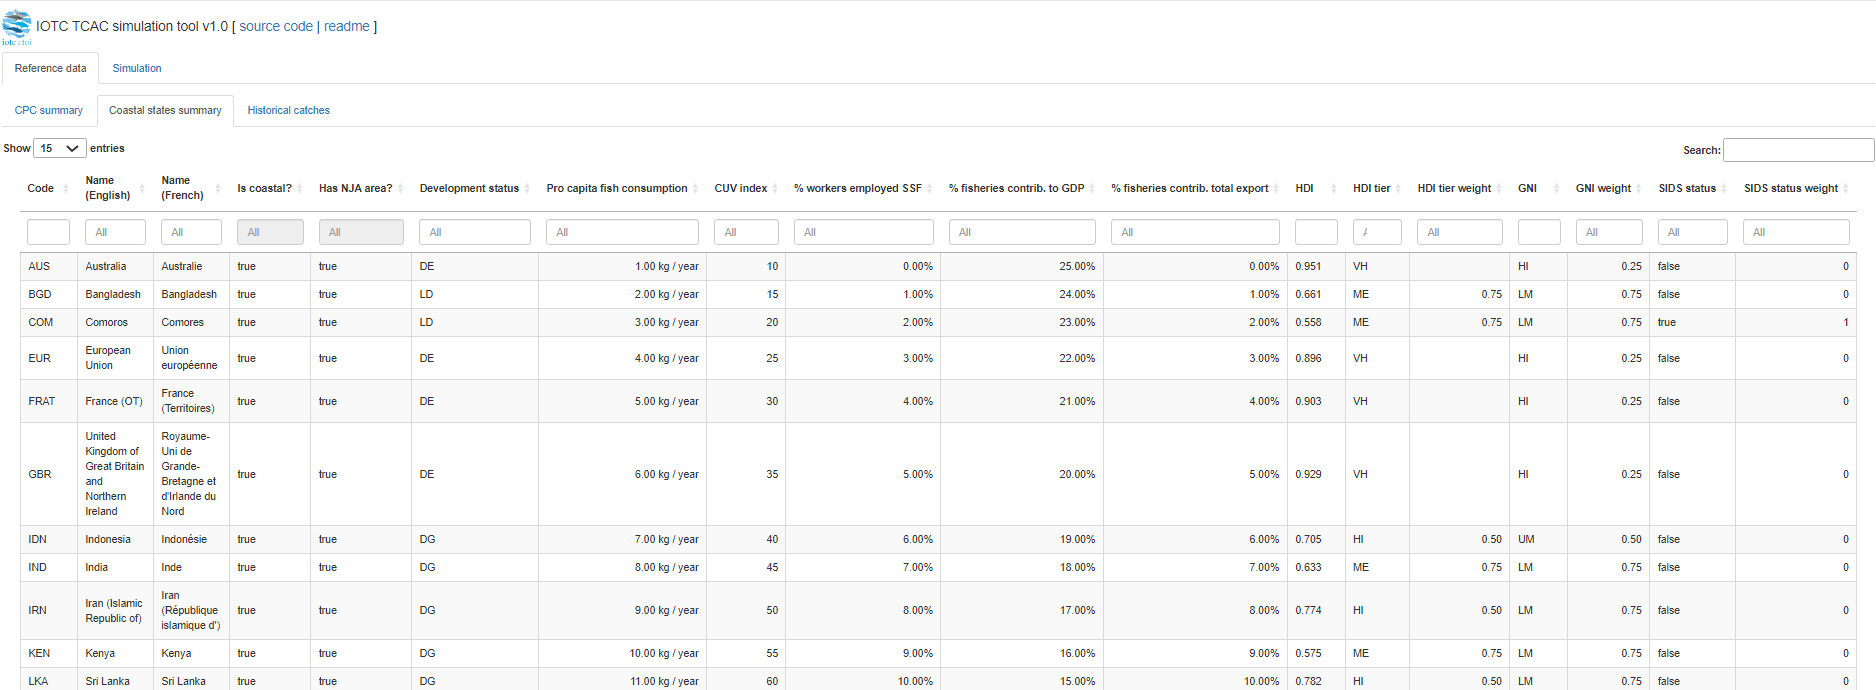 iotc ctoi
IOTC TCAC simulation tool v1.0 [ source code | readme ]
Reference data Simulation
CPC summary Coastal states summary Historical catches
Show 15 entries Search:
Code Name (English) Name (French) Is coastal? Has NJA area? Development status Pro capita fish consumption CUV index % workers employed SSF % fisheries contrib. to GDP % fisheries contrib. total export HDI HDI tier HDI tier weight GNI GNI weight SIDS status SIDS status weight
All All All All All All All All All All All All All All
AUS Australia Australie true true DE 1.00 kg / year 10 0.00% 25.00% 0.00% 0.951 VH HI 0.25 false 0
BGD Bangladesh Bangladesh true true LD 2.00 kg / year 15 1.00% 24.00% 1.00% 0.661 ME 0.75 LM 0.75 false 0
COM Comoros Comores true true LD 3.00 kg / year 20 2.00% 23.00% 2.00% 0.558 ME 0.75 LM 0.75 true 1
EUR European Union Union européenne true true DE 4.00 kg / year 25 3.00% 22.00% 3.00% 0.896 VH HI 0.25 false 0
FRAT France (OT) France (Territoires) true true DE 5.00 kg / year 30 4.00% 21.00% 4.00% 0.903 VH HI 0.25 false 0
GBR United Kingdom of Great Britain and Northern Ireland Royaume-Uni de Grande-Bretagne et d'Irlande du Nord true true DE 6.00 kg / year 35 5.00% 20.00% 5.00% 0.929 VH HI 0.25 false 0
IDN Indonesia Indonésie true true DG 7.00 kg / year 40 6.00% 19.00% 6.00% 0.705 HI 0.50 UM 0.50 false 0
IND India Inde true true DG 8.00 kg / year 45 7.00% 18.00% 7.00% 0.633 ME 0.75 LM 0.75 false 0
IRN Iran (Islamic Republic of) Iran (République islamique d') true true DG 9.00 kg / year 50 8.00% 17.00% 8.00% 0.774 HI 0.50 LM 0.75 false 0
KEN Kenya Kenya true true DG 10.00 kg / year 55 9.00% 16.00% 9.00% 0.575 ME 0.75 LM 0.75 false 0
LKA Sri Lanka Sri Lanka true true DG 11.00 kg / year 60 10.00% 15.00% 10.00% 0.782 HI 0.50 LM 0.75 false 0